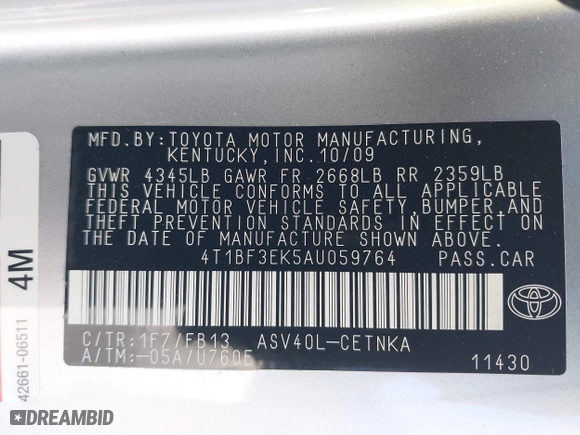 MFD.BY:TOYOTA MOTOR MANUFACTURING,
KENTUCKY,INC.10/09
GVWR 4345LB GAWR FR 2668LB RR 2359LB
THIS VEHICLE CONFORMS TO ALL APPLICABLE
FEDERAL MOTOR VEHICLE SAFETY,BUMPER,AND
THEFT PREVENTION STANDARDS IN EFFECT ON
THE DATE OF MANUFACTURE SHOWN ABOVE.
4T1BF3EK5AU059764 PASS.CAR
C/TR:1F7/FB13 ASV40L-CETNKA
A/TM:-05A/U760E
11430
TOYOTA
4M
42661-06511
DREAMBID